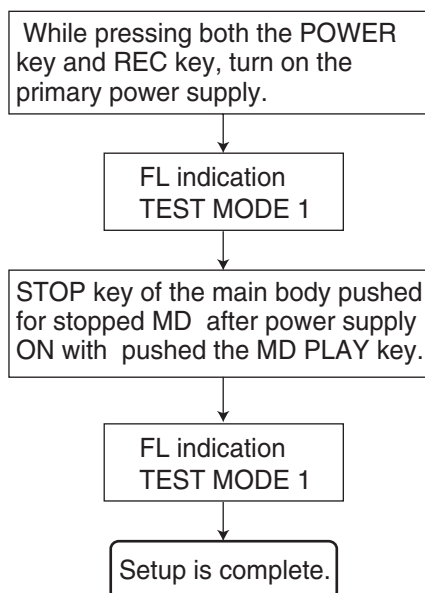 While pressing both the POWER
key and REC key, turn on the
primary power supply.
FL indication
TEST MODE 1
STOP key of the main body pushed
for stopped MD after power supply
ON with pushed the MD PLAY key.
FL indication
TEST MODE 1
Setup is complete.